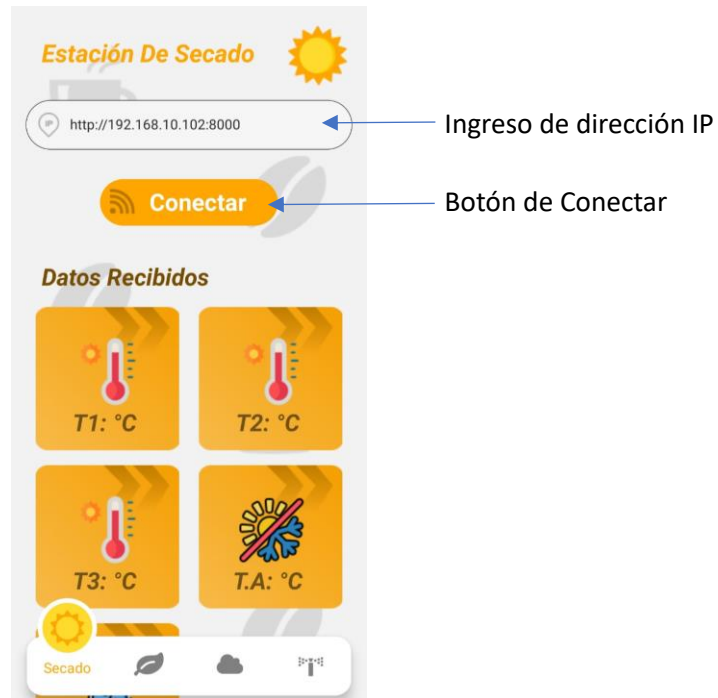 Estación De Secado
IP
http://192.168.10.102:8000
Ingreso de dirección IP
Conectar
Botón de Conectar
Datos Recibidos
T1: °C
T2: °C
T3: °C
T.A: °C
Secado